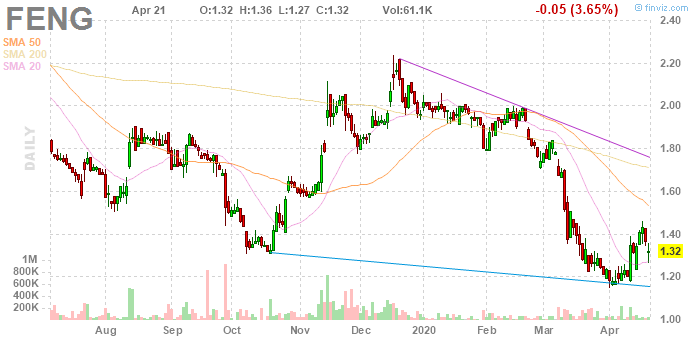 FENG Apr 21 O:1.32 H:1.36 L:1.27 C:1.32 Vol:61.1K -0.05 (3.65%) © finviz.com
SMA 50
SMA 200
SMA 20
DAILY
2.40
2.20
2.00
1.80
1.60
1.40
1.32
1.20
1.00
1M
800K
600K
400K
200K
Aug Sep Oct Nov Dec 2020 Feb Mar Apr